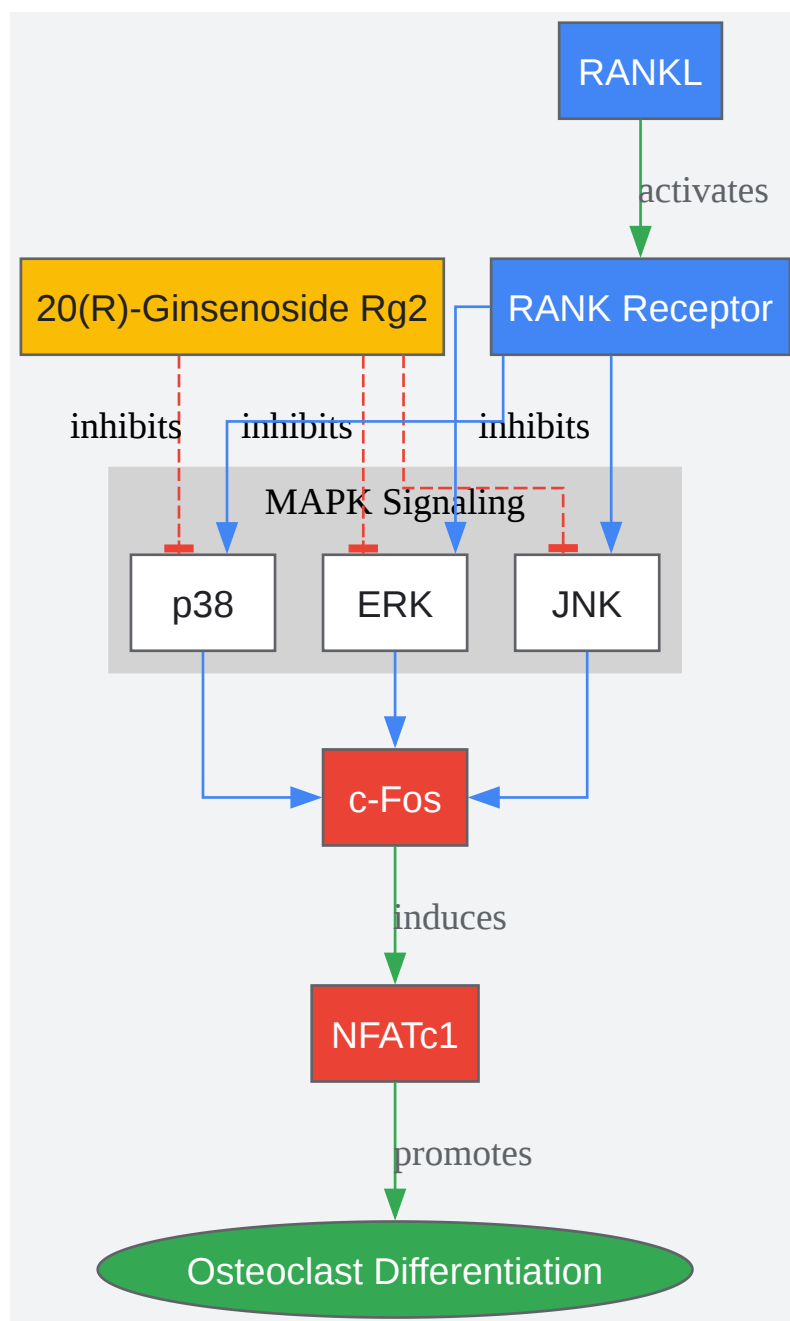 RANKL
activates
20(R)-Ginsenoside Rg2
RANK Receptor
inhibits
inhibits
inhibits
MAPK Signaling
p38
ERK
JNK
c-Fos
induces
NFATc1
promotes
Osteoclast Differentiation